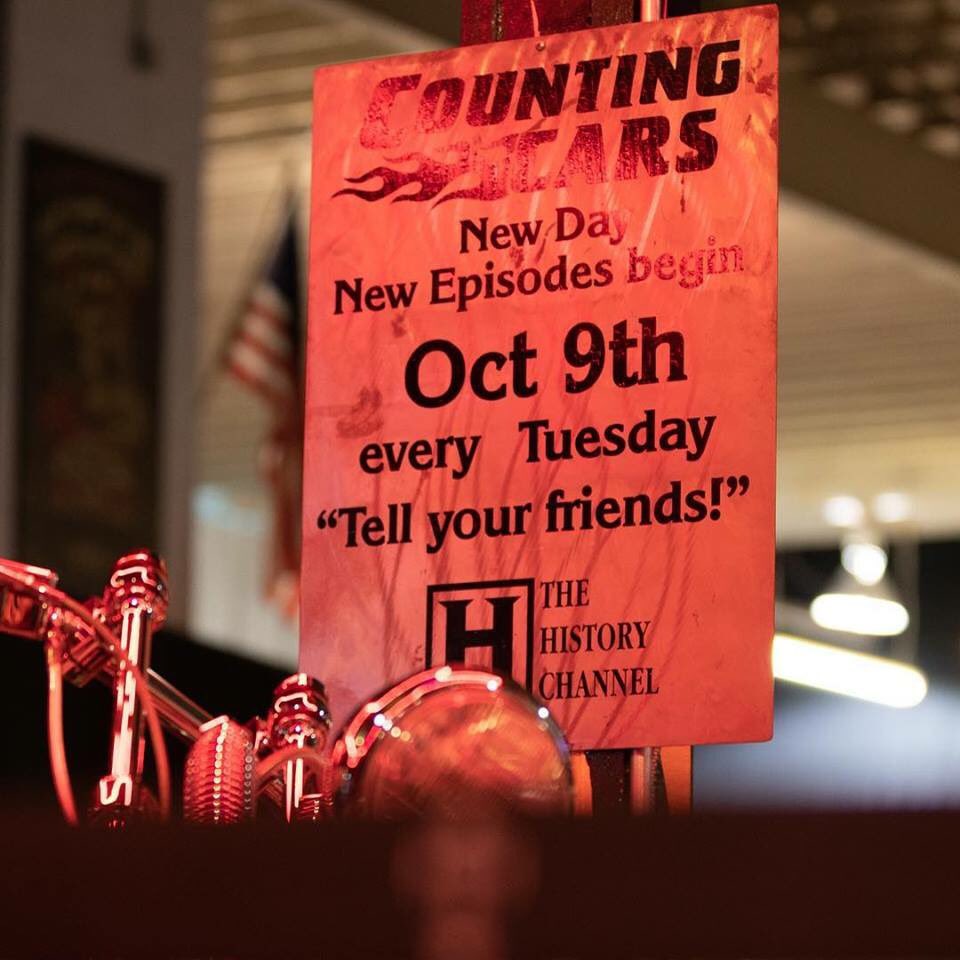 COUNTING
CARS
New Day
New Episodes begin
Oct 9th
every Tuesday
“Tell your friends!”
H
THE
HISTORY
CHANNEL